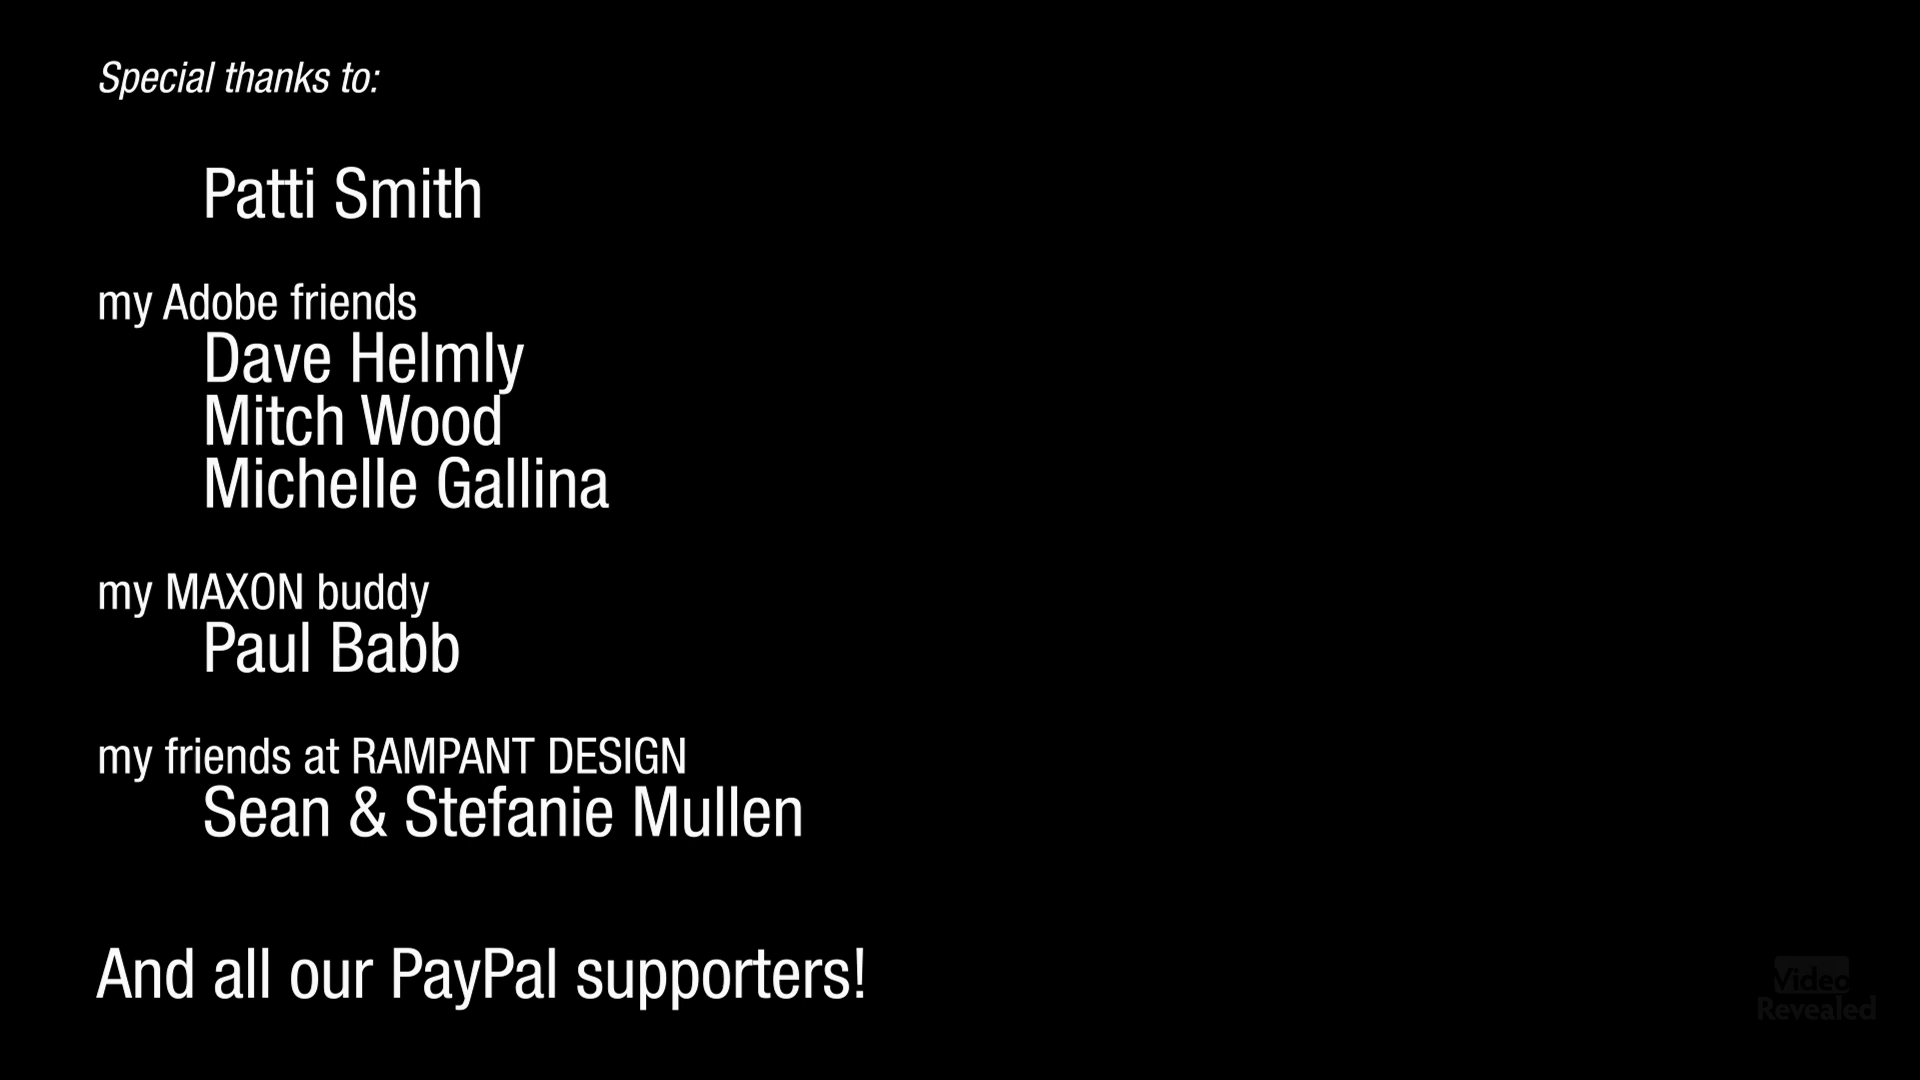 Special thanks to:
Patti Smith
my Adobe friends
Dave Helmly
Mitch Wood
Michelle Gallina
my MAXON buddy
Paul Babb
my friends at RAMPANT DESIGN
Sean & Stefanie Mullen
And all our PayPal supporters!
Video
Revealed